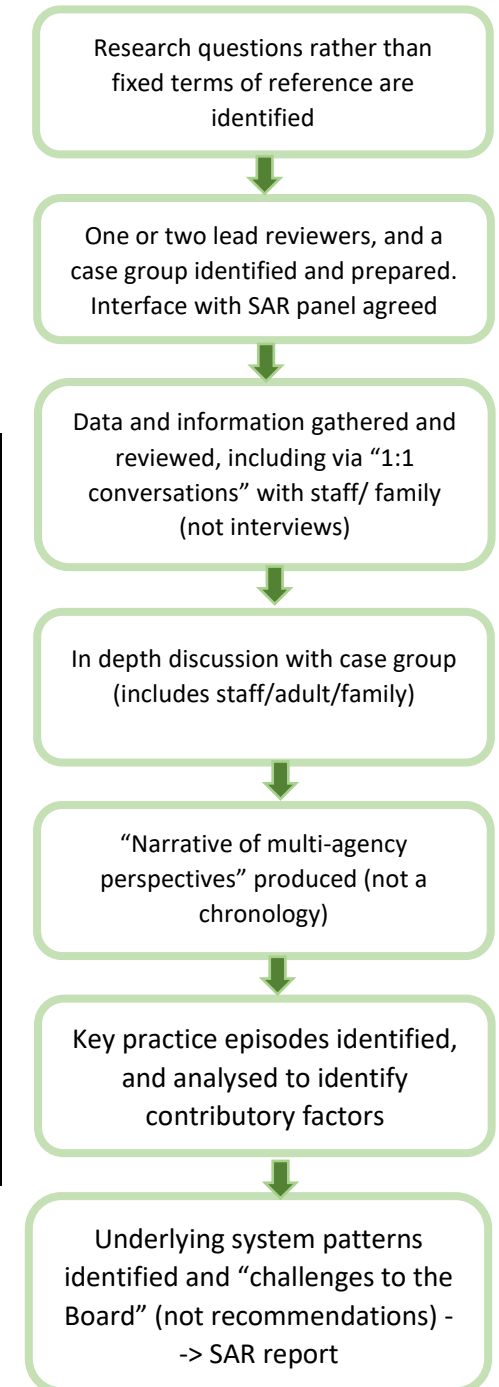 Research questions rather than
fixed terms of reference are
identified
One or two lead reviewers, and a
case group identified and prepared.
Interface with SAR panel agreed
Data and information gathered and
reviewed, including via “1:1
conversations” with staff/ family
(not interviews)
In depth discussion with case group
(includes staff/adult/family)
“Narrative of multi-agency
perspectives” produced (not a
chronology)
Key practice episodes identified,
and analysed to identify
contributory factors
Underlying system patterns
identified and “challenges to the
Board” (not recommendations) -
-> SAR report